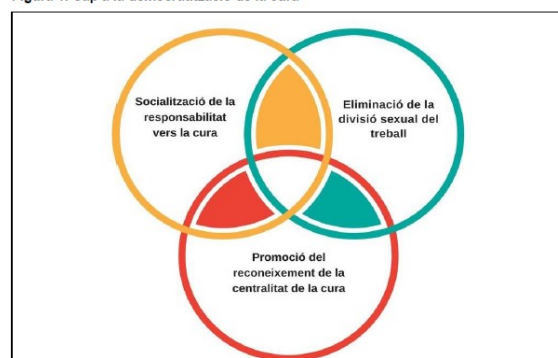 Socialització de la
responsabilitat
vers la cura
Eliminació de la
divisió sexual del
treball
Promoció del
reconeixement de la
centralitat de la cura